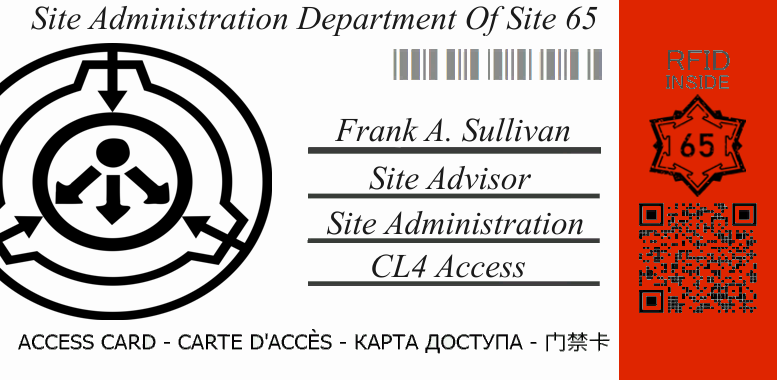 Site Administration Department Of Site 65
RFID
INSIDE
Frank A. Sullivan
65
Site Advisor
Site Administration
CL4 Access
ACCESS CARD - CARTE D'ACCÈS - КАРТА ДОСТУПА - 门禁卡